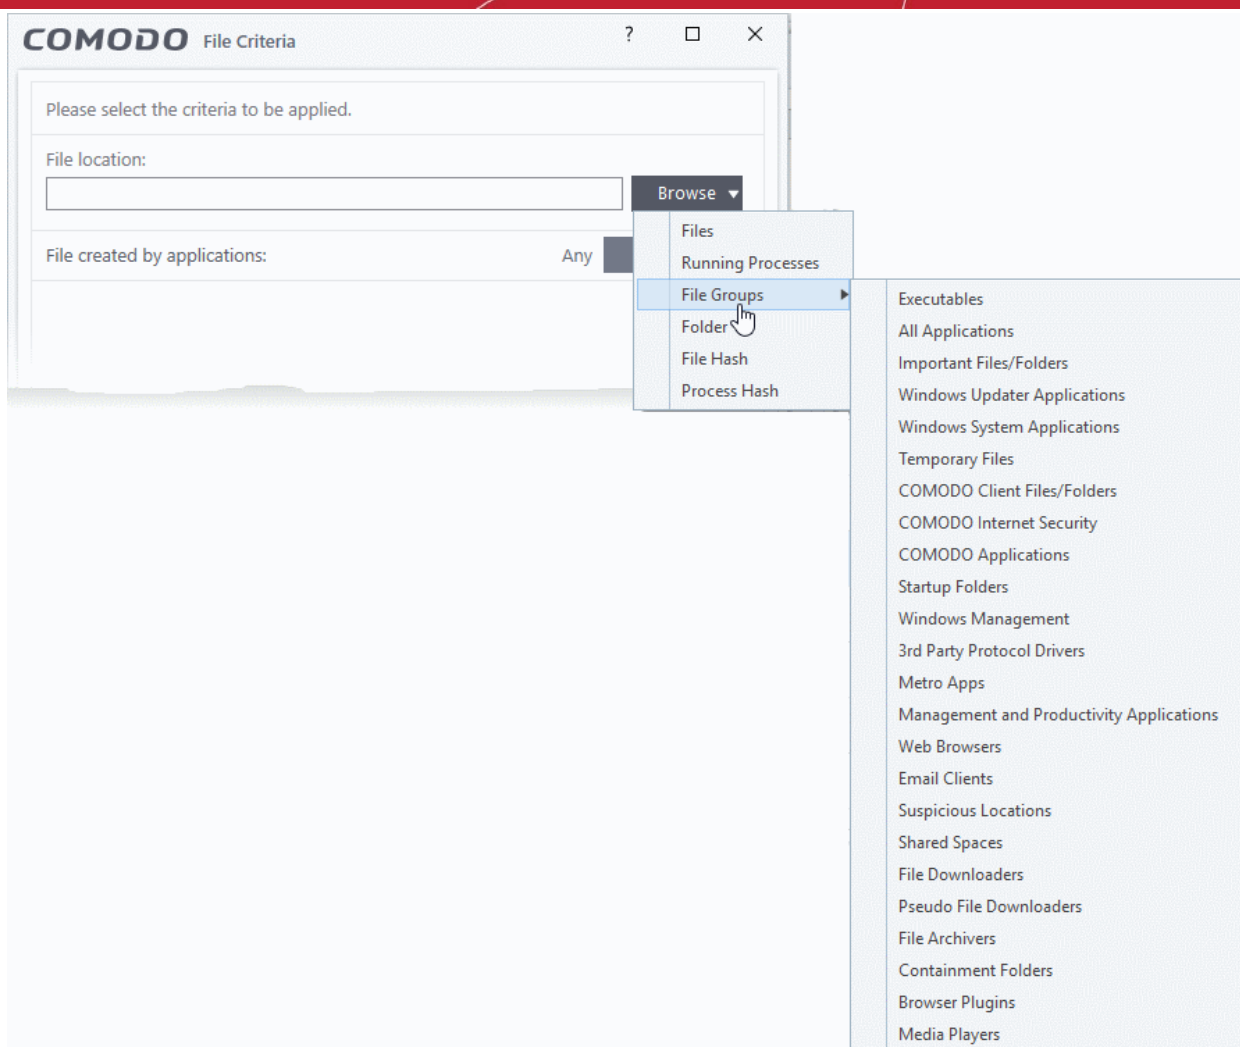 COMODO File Criteria ?
Please select the criteria to be applied.
File location:
Browse
File created by applications: Any
Files
Running Processes
File Groups
Folder
File Hash
Process Hash
Executables
All Applications
Important Files/Folders
Windows Updater Applications
Windows System Applications
Temporary Files
COMODO Client Files/Folders
COMODO Internet Security
COMODO Applications
Startup Folders
Windows Management
3rd Party Protocol Drivers
Metro Apps
Management and Productivity Applications
Web Browsers
Email Clients
Suspicious Locations
Shared Spaces
File Downloaders
Pseudo File Downloaders
File Archivers
Containment Folders
Browser Plugins
Media Players